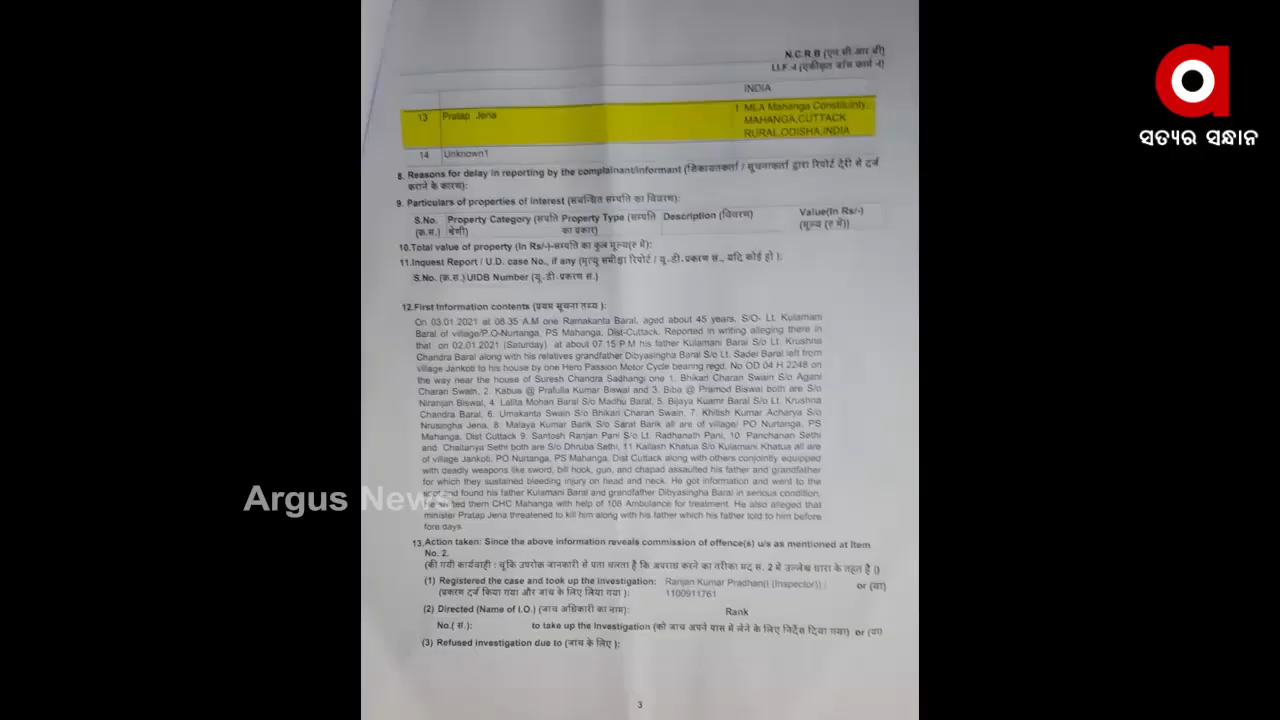 N.C.R.B (एन.सी.आर.बी)
I.I.F.-I (एकीकृत जाँच फार्म-I)
INDIA
13 Pratap Jena 1 MLA Mahanga Constituinty,
MAHANGA,CUTTACK
RURAL,ODISHA,INDIA
14 Unknown1
8. Reasons for delay in reporting by the complainant/informant (शिकायतकर्ता / सूचनाकर्ता द्वारा रिपोर्ट देरी से दर्ज
कराने के कारण):
9. Particulars of properties of interest (सम्बन्धित सम्पत्ति का विवरण):
S.No. Property Category (सम्पत्ति Property Type (सम्पत्ति Description (विवरण) Value(In Rs/-)
(क्र.सं.) श्रेणी) का प्रकार) (मूल्य (रु में))
10.Total value of property (In Rs/-)-सम्पत्ति का कुल मूल्य(रु में):
11.Inquest Report / U.D. case No., if any (मृत्यु समीक्षा रिपोर्ट / यू.डी.प्रकरण सं., यदि कोई हो ):
S.No. (क्र.सं.) UIDB Number (यू.डी.प्रकरण सं.)
12.First Information contents (प्रथम सूचना तथ्य ):
On 03.01.2021 at 08.35 A.M one Ramakanta Baral, aged about 45 years, S/O- Lt. Kulamani
Baral of village/P.O-Nurtanga, PS Mahanga, Dist-Cuttack. Reported in writing alleging there in
that on 02.01.2021 (Saturday) at about 07.15 P.M his father Kulamani Baral S/o Lt. Krushna
Chandra Baral along with his relatives grandfather Dibyasingha Baral S/o Lt. Sadei Baral left from
village Jankoti to his house by one Hero Passion Motor Cycle bearing regd. No OD 04 H 2248 on
the way near the house of Suresh Chandra Sadhangi one 1. Bhikari Charan Swain S/o Agani
Charan Swain, 2. Kabua @ Prafulla Kumar Biswal and 3. Biba @ Pramod Biswal both are S/o
Niranjan Biswal, 4. Lalita Mohan Baral S/o Madhu Baral, 5. Bijaya Kuamr Baral S/o Lt. Krushna
Chandra Baral, 6. Umakanta Swain S/o Bhikari Charan Swain, 7. Khitish Kumar Acharya S/o
Nrusingha Jena, 8. Malaya Kumar Barik S/o Sarat Barik all are of village/ PO Nurtanga, PS
Mahanga, Dist Cuttack 9. Santosh Ranjan Pani S/o Lt. Radhanath Pani, 10. Panchanan Sethi
and Chaitanya Sethi both are S/o Dhruba Sethi, 11 Kailash Khatua S/o Kulamani Khatua all are
of village Jankoti, PO Nurtanga, PS Mahanga, Dist Cuttack along with others conjointly equipped
with deadly weapons like sword, bill hook, gun, and chapad assaulted his father and grandfather
for which they sustained bleeding injury on head and neck. He got information and went to the
and found his father Kulamani Baral and grandfather Dibyasingha Baral in serious condition,
them CHC Mahanga with help of 108 Ambulance for treatment. He also alleged that
minister Pratap Jena threatened to kill him along with his father which his father told to him before
fore days.
13.Action taken: Since the above information reveals commission of offence(s) u/s as mentioned at Item
No. 2.
(की गयी कार्यवाही : चूंकि उपरोक्त जानकारी से पता चलता है कि अपराध करने का तरीका मद सं. 2 में उल्लेख धारा के तहत है |)
(1) Registered the case and took up the investigation: Ranjan Kumar Pradhan(I (Inspector)) or (या)
(प्रकरण दर्ज किया गया और जांच के लिए लिया गया ): 1100911761
(2) Directed (Name of I.O.) (जांच अधिकारी का नाम): Rank
No.( सं.): to take up the Investigation (को जांच अपने पास में लेने के लिए निर्देश दिया गया) or (या)
(3) Refused investigation due to (जांच के लिए ):
3
Argus News
ସତ୍ୟର ସନ୍ଧାନ